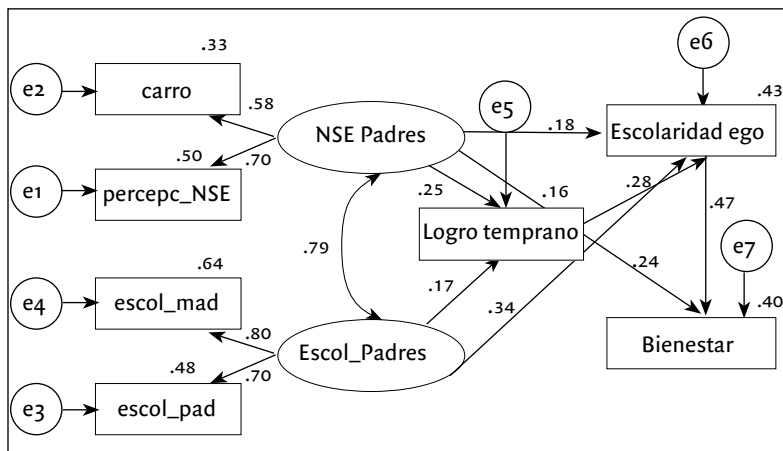 .33
e6
e2
carro
e5
.43
.58
NSE Padres
.18
Escolaridad ego
.50
.70
e1
percepc_NSE
.25
.16
.28
.47
Logro temprano
.79
.64
.24
e7
e4
escol_mad
.17
.34
.40
.80
Escol_Padres
Bienestar
.48
.70
e3
escol_pad